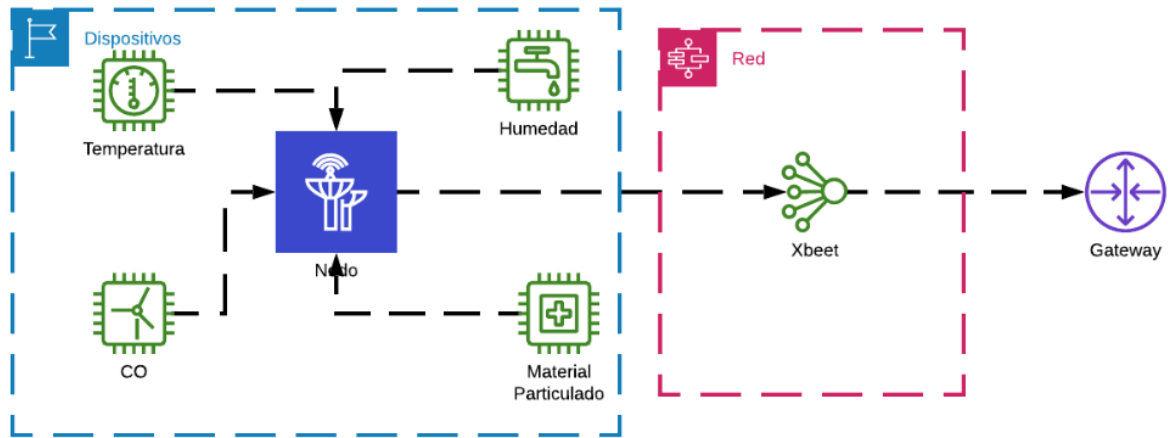 Dispositivos
Red
Temperatura
Humedad
Nodo
Xbeet
Gateway
CO
Material
Particulado